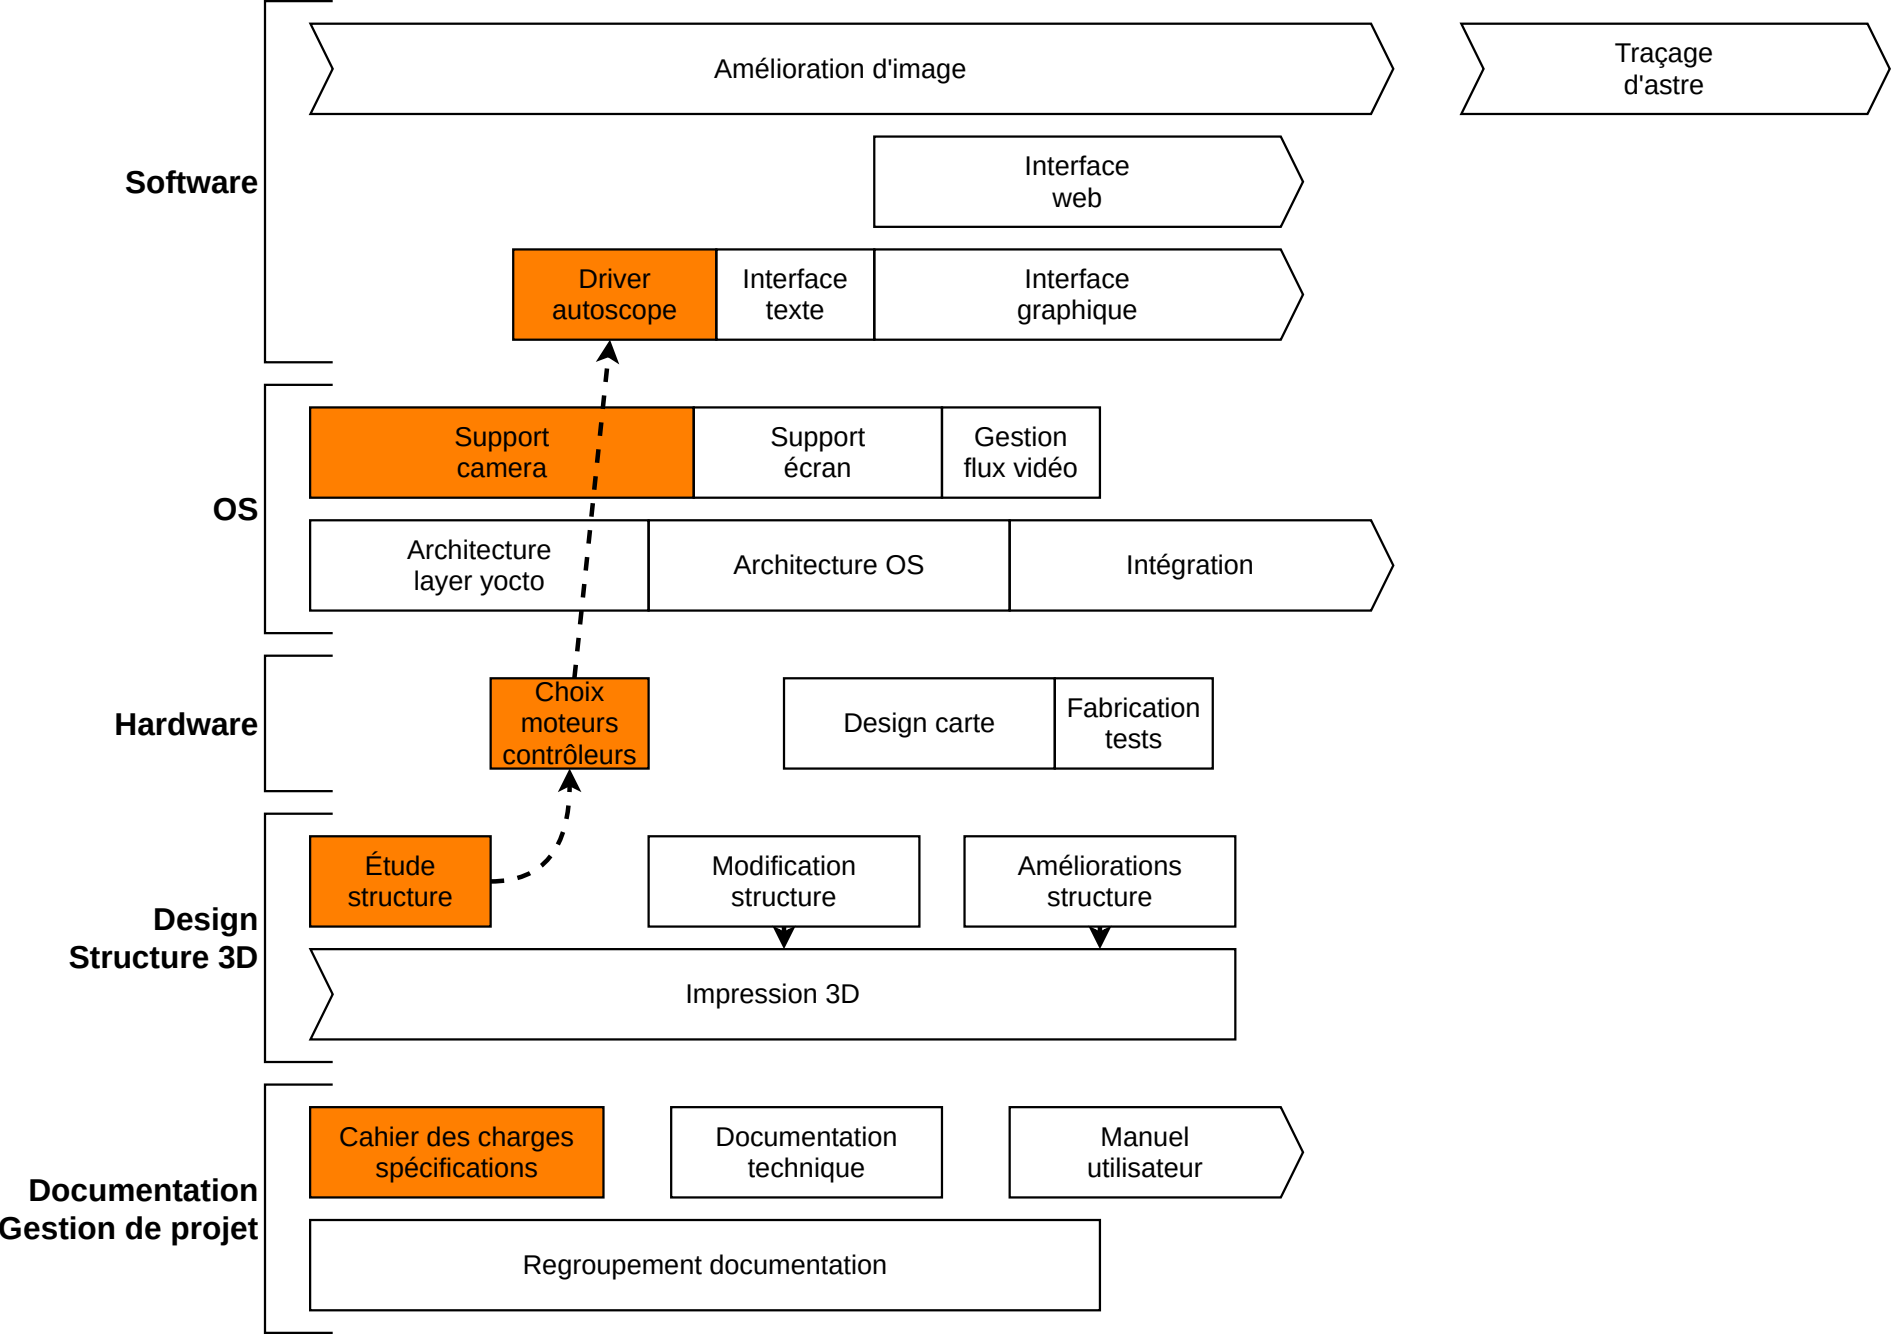 Amélioration d'image
Traçage
d'astre
Software
Interface
web
Driver
autoscope
Interface
texte
Interface
graphique
OS
Support
camera
Support
écran
Gestion
flux vidéo
Architecture
layer yocto
Architecture OS
Intégration
Hardware
Choix
moteurs
contrôleurs
Design carte
Fabrication
tests
Design
Structure 3D
Étude
structure
Modification
structure
Améliorations
structure
Impression 3D
Documentation
Gestion de projet
Cahier des charges
spécifications
Documentation
technique
Manuel
utilisateur
Regroupement documentation